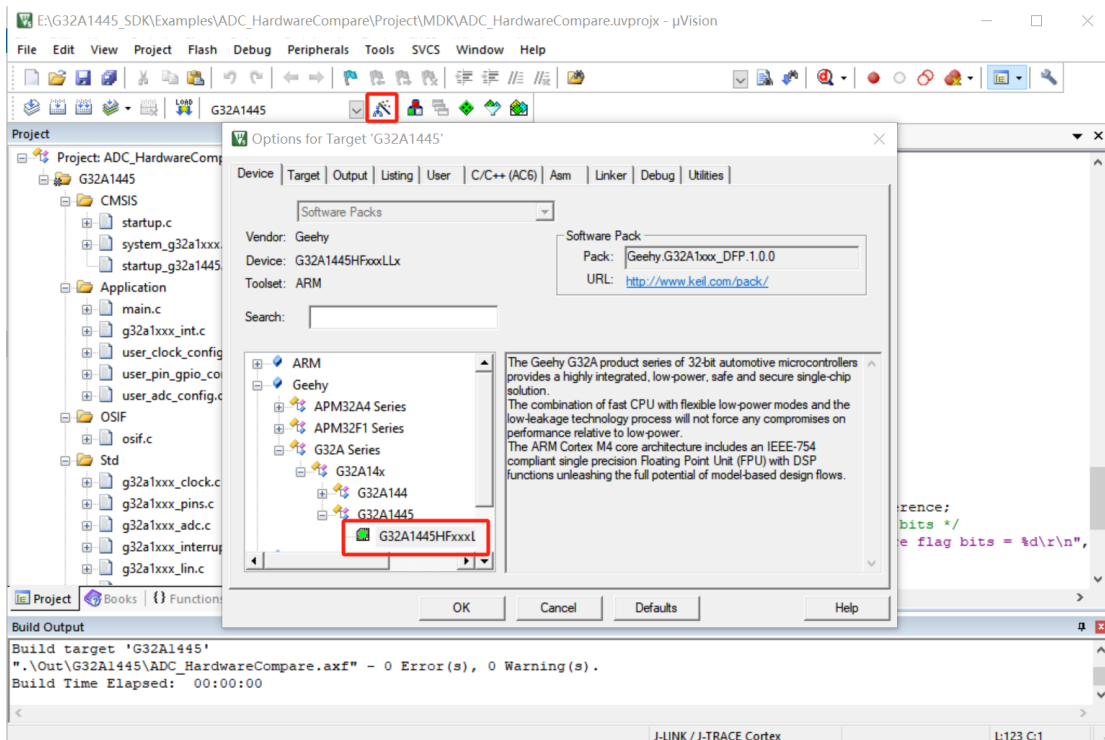 E:\G32A1445_SDK\Examples\ADC_HardwareCompare\Project\MDK\ADC_HardwareCompare.uvprojx - µVision
File Edit View Project Flash Debug Peripherals Tools SVCS Window Help
LOAD
G32A1445
Project
Project: ADC_HardwareComp
G32A1445
CMSIS
startup.c
system_g32a1xxx.
startup_g32a1445
Application
main.c
g32a1xxx_int.c
user_clock_config
user_pin_gpio_co
user_adc_config.c
OSIF
osif.c
Std
g32a1xxx_clock.c
g32a1xxx_pins.c
g32a1xxx_adc.c
g32a1xxx_interrup
g32a1xxx_lin.c
Project Books {} Functions
Options for Target 'G32A1445'
Device Target Output Listing User C/C++ (AC6) Asm Linker Debug Utilities
Software Packs
Vendor: Geehy
Device: G32A1445HFxxxLLx
Toolset: ARM
Search:
Software Pack
Pack: Geehy.G32A1xxx_DFP.1.0.0
URL: http://www.keil.com/pack/
ARM
Geehy
APM32A4 Series
APM32F1 Series
G32A Series
G32A14x
G32A144
G32A1445
G32A1445HFxxxL
The Geehy G32A product series of 32-bit automotive microcontrollers
provides a highly integrated, low-power, safe and secure single-chip
solution.
The combination of fast CPU with flexible low-power modes and the
low-leakage technology process will not force any compromises on
performance relative to low-power.
The ARM Cortex M4 core architecture includes an IEEE-754
compliant single precision Floating Point Unit (FPU) with DSP
functions unleashing the full potential of model-based design flows.
OK Cancel Defaults Help
erence;
bits */
e flag bits = %d\r\n",
Build Output
Build target 'G32A1445'
".\Out\G32A1445\ADC_HardwareCompare.axf" - 0 Error(s), 0 Warning(s).
Build Time Elapsed: 00:00:00
J-LINK / J-TRACE Cortex L:123 C:1